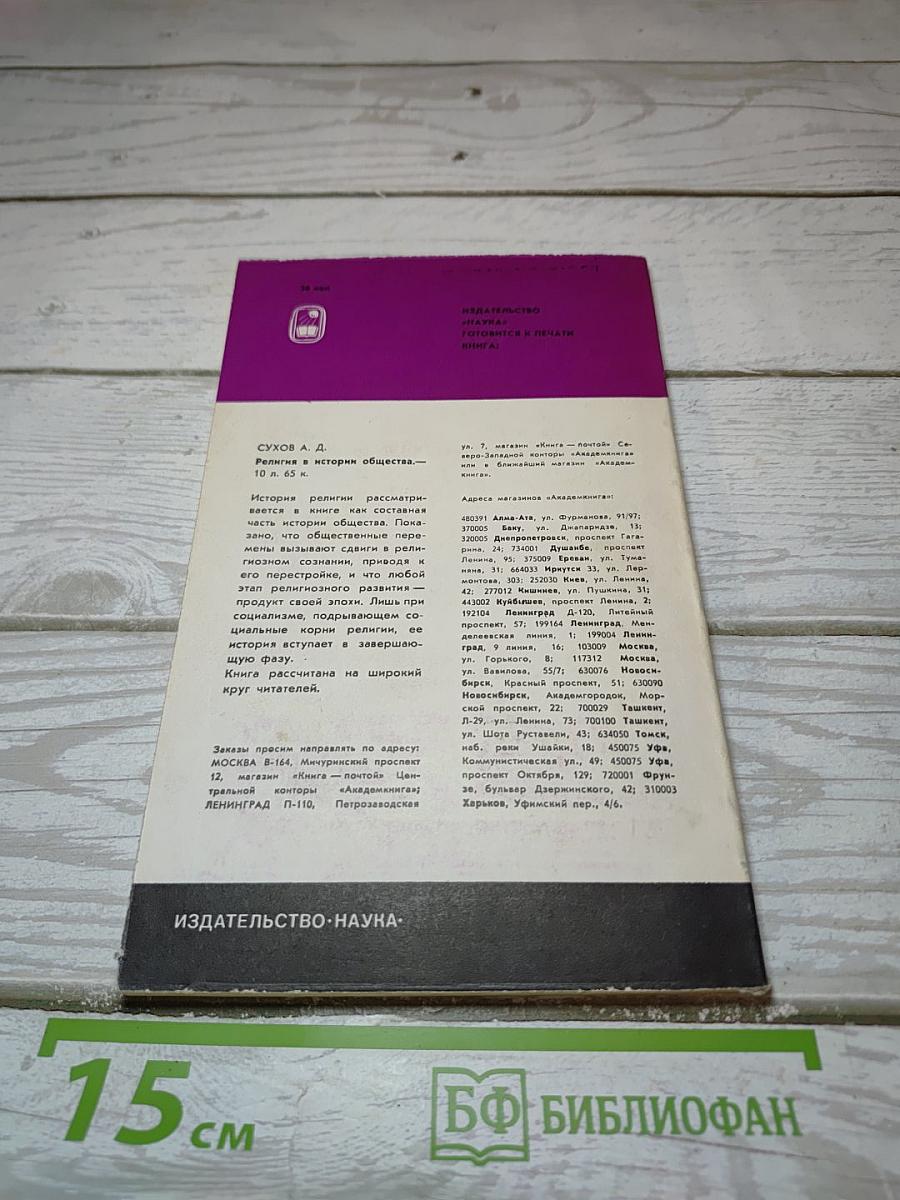 ИЗДАТЕЛЬСТВО
«НАУКА»
ГОТОВИТСЯ К ПЕЧАТИ
КНИГА:
СУХОВ А. Д.
Религия в истории общества.—
10 л. 65 к.
История религии рассматри-
вается в книге как составная
часть истории общества. Пока-
зано, что общественные пере-
мены вызывают сдвиги в рели-
гиозном сознании, приводя к
его перестройке, и что любой
этап религиозного развития —
продукт своей эпохи. Лишь при
социализме, подрывающем со-
циальные корни религии, ее
история вступает в завершаю-
щую фазу.
Книга рассчитана на широкий
круг читателей.
Заказы просим направлять по адресу:
МОСКВА В-164, Мичуринский проспект
12, магазин «Книга — почтой» Цен-
тральной конторы «Академкнига»;
ЛЕНИНГРАД П-110, Петрозаводская
ул. 7, магазин «Книга — почтой» Се-
веро-Западной конторы «Академкнига»
или в ближайший магазин «Академ-
книга».
Адреса магазинов «Академкнига»:
480391 Алма-Ата, ул. Фурманова, 91/97;
370005 Баку, ул. Джапаридзе, 13;
320005 Днепропетровск, проспект Гага-
рина, 24; 734001 Душанбе, проспект
Ленина, 95; 375009 Ереван, ул. Тума-
няна, 31; 664033 Иркутск 33, ул. Лер-
монтова, 303; 252030 Киев, ул. Ленина,
42; 277012 Кишинев, ул. Пушкина, 31;
443002 Куйбышев, проспект Ленина, 2;
192104 Ленинград Д-120, Литейный
проспект, 57; 199164 Ленинград, Мен-
делеевская линия, 1; 199004 Ленин-
град, 9 линия, 16; 103009 Москва,
ул. Горького, 8; 117312 Москва,
ул. Вавилова, 55/7; 630076 Новоси-
бирск, Красный проспект, 51; 630090
Новосибирск, Академгородок, Мор-
ской проспект, 22; 700029 Ташкент,
Л-29, ул. Ленина, 73; 700100 Ташкент,
ул. Шота Руставели, 43; 634050 Томск,
наб. реки Ушайки, 18; 450075 Уфа,
Коммунистическая ул., 49; 450075 Уфа,
проспект Октября, 129; 720001 Фрун-
зе, бульвар Дзержинского, 42; 310003
Харьков, Уфимский пер., 4/6.
ИЗДАТЕЛЬСТВО·НАУКА·
15 см
БФ БИБЛИОФАН